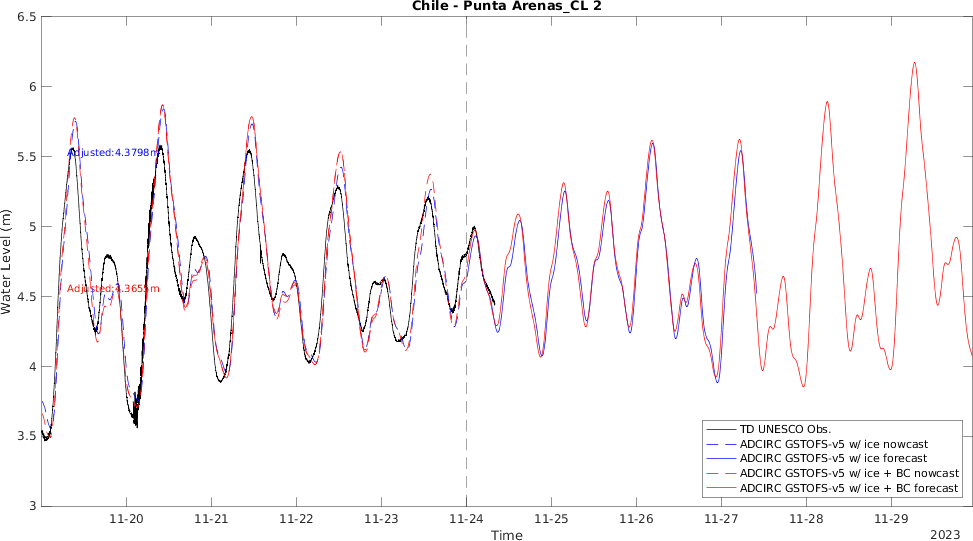 Chile - Punta Arenas_CL 2
6.5
6
5.5
5
4.5
4
3.5
3
Water Level (m)
Adjusted:4.3798m
Adjusted:4.3655m
TD UNESCO Obs.
ADCIRC GSTOFS-v5 w/ ice nowcast
ADCIRC GSTOFS-v5 w/ ice forecast
ADCIRC GSTOFS-v5 w/ ice + BC nowcast
ADCIRC GSTOFS-v5 w/ ice + BC forecast
11-20 11-21 11-22 11-23 11-24 11-25 11-26 11-27 11-28 11-29
Time
2023